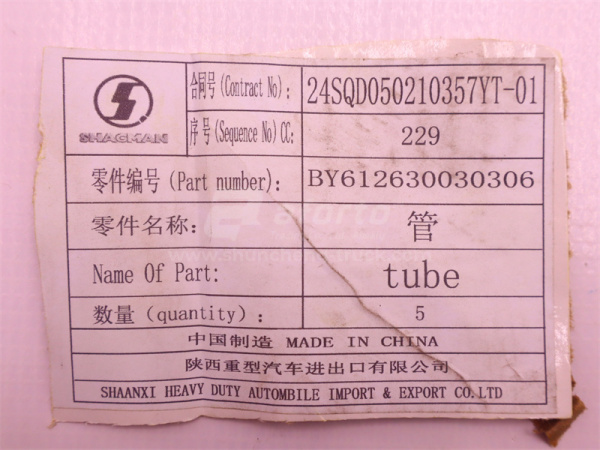 SHACMAN
合同号(Contract No): 24SQD050210357YT-01
序号(Sequence No)CC: 229
零件编号(Part number): BY612630030306
零件名称: 管
Name Of Part: tube
数量(quantity): 5
中国制造 MADE IN CHINA
陕西重型汽车进出口有限公司
SHAANXI HEAVY DUTY AUTOMBILE IMPORT & EXPORT CO.LTD